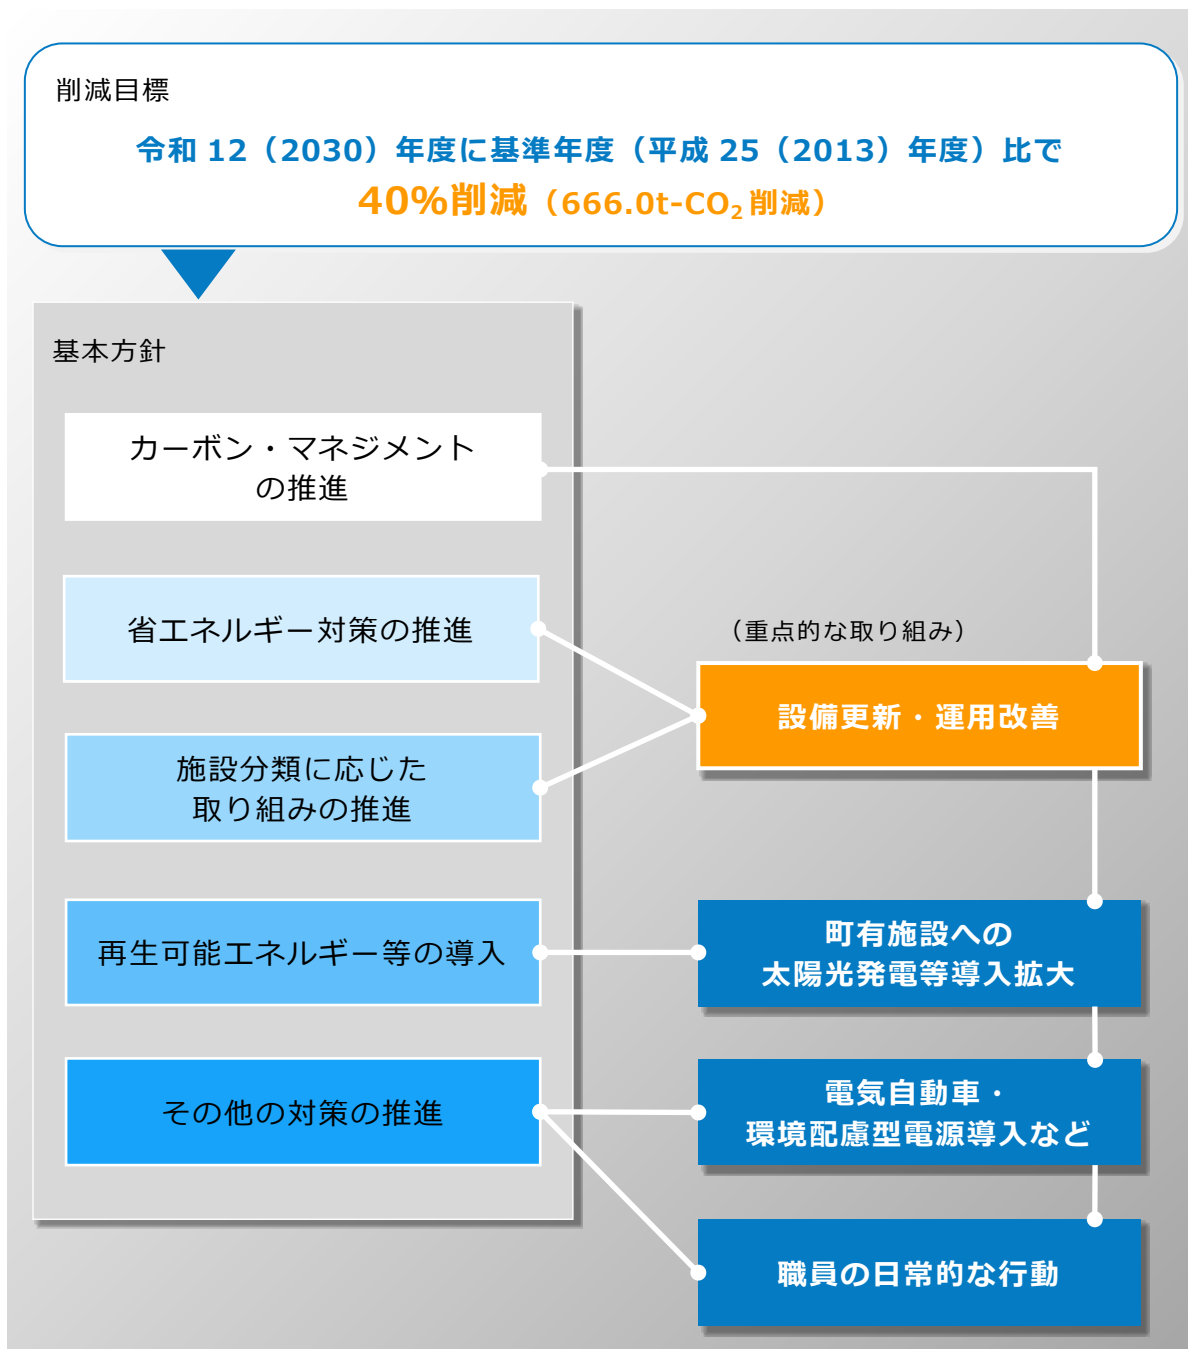 削減目標
令和 12（2030）年度に基準年度（平成 25（2013）年度）比で
40%削減（666.0t-CO₂ 削減）
基本方針
カーボン・マネジメント
の推進
省エネルギー対策の推進
施設分類に応じた
取り組みの推進
再生可能エネルギー等の導入
その他の対策の推進
（重点的な取り組み）
設備更新・運用改善
町有施設への
太陽光発電等導入拡大
電気自動車・
環境配慮型電源導入など
職員の日常的な行動